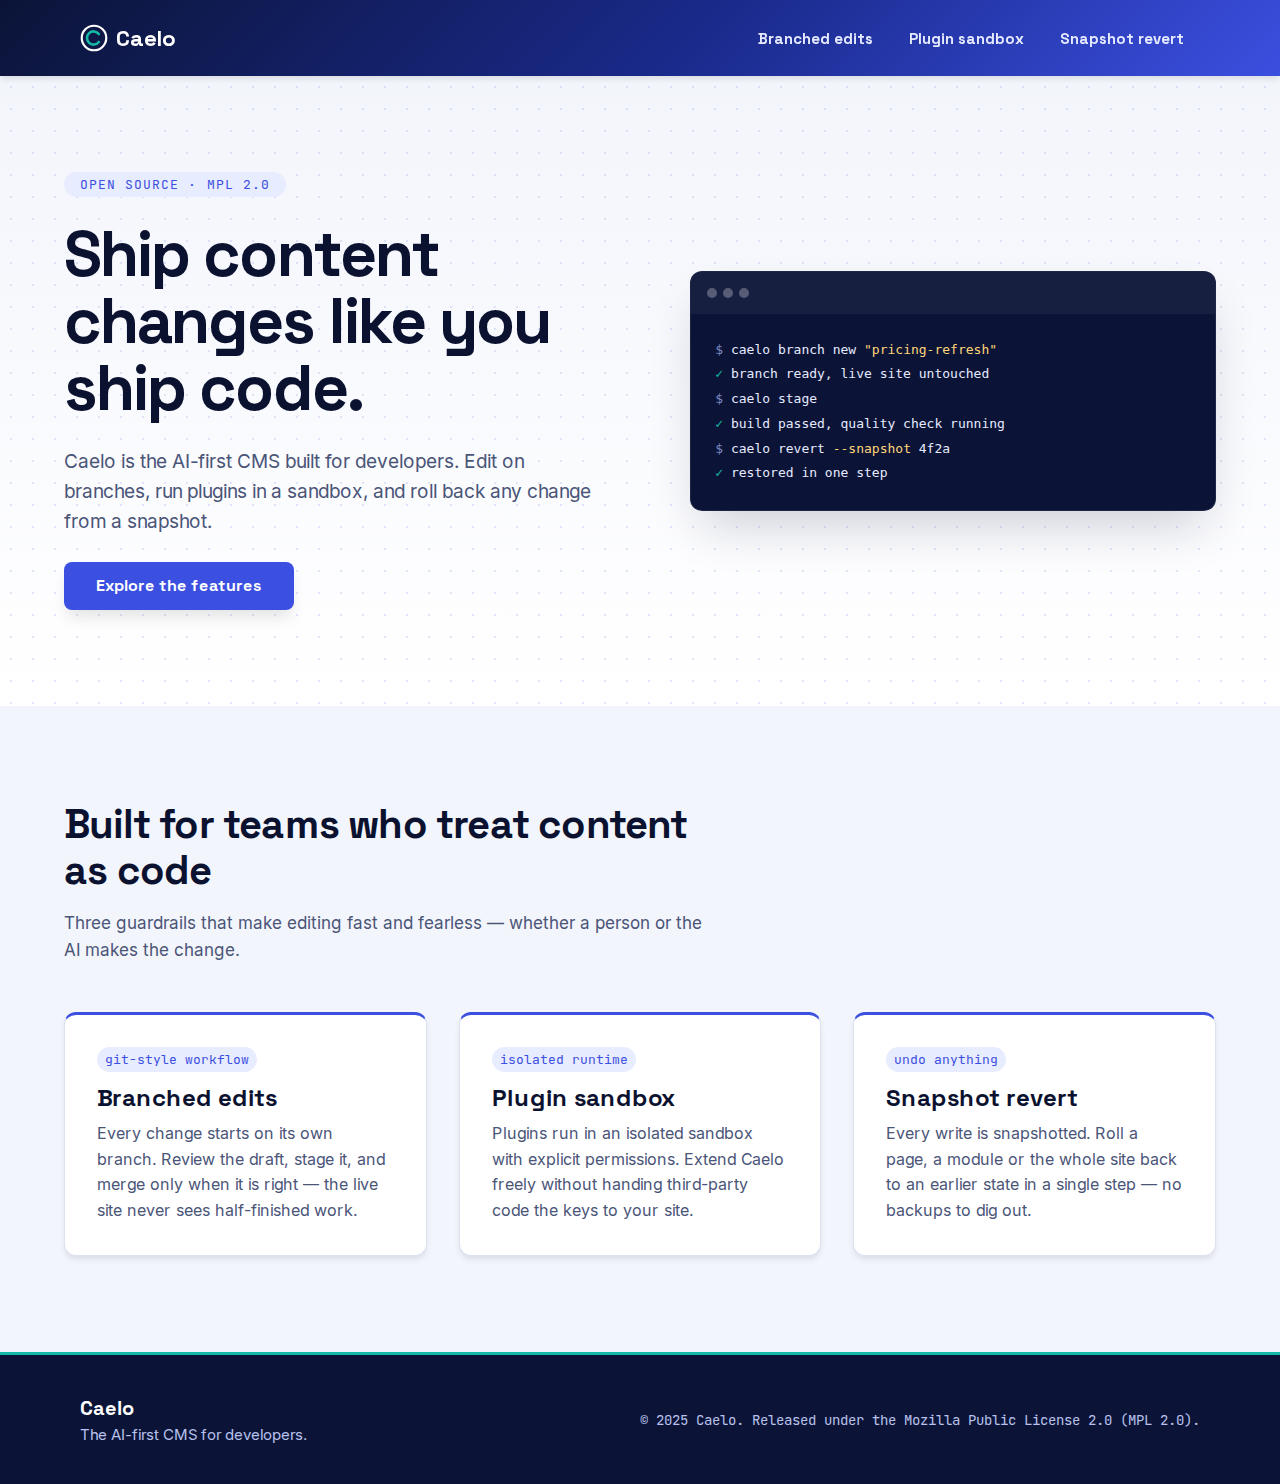 Caelo
Branched edits
Plugin sandbox
Snapshot revert
OPEN SOURCE · MPL 2.0
Ship content
changes like you
ship code.
Caelo is the AI-first CMS built for developers. Edit on
branches, run plugins in a sandbox, and roll back any change
from a snapshot.
Explore the features
$ caelo branch new "pricing-refresh"
✓ branch ready, live site untouched
$ caelo stage
✓ build passed, quality check running
$ caelo revert --snapshot 4f2a
✓ restored in one step
Built for teams who treat content
as code
Three guardrails that make editing fast and fearless — whether a person or the
AI makes the change.
git-style workflow
Branched edits
Every change starts on its own
branch. Review the draft, stage it, and
merge only when it is right — the live
site never sees half-finished work.
isolated runtime
Plugin sandbox
Plugins run in an isolated sandbox
with explicit permissions. Extend Caelo
freely without handing third-party
code the keys to your site.
undo anything
Snapshot revert
Every write is snapshotted. Roll a
page, a module or the whole site back
to an earlier state in a single step — no
backups to dig out.
Caelo
The AI-first CMS for developers.
© 2025 Caelo. Released under the Mozilla Public License 2.0 (MPL 2.0).